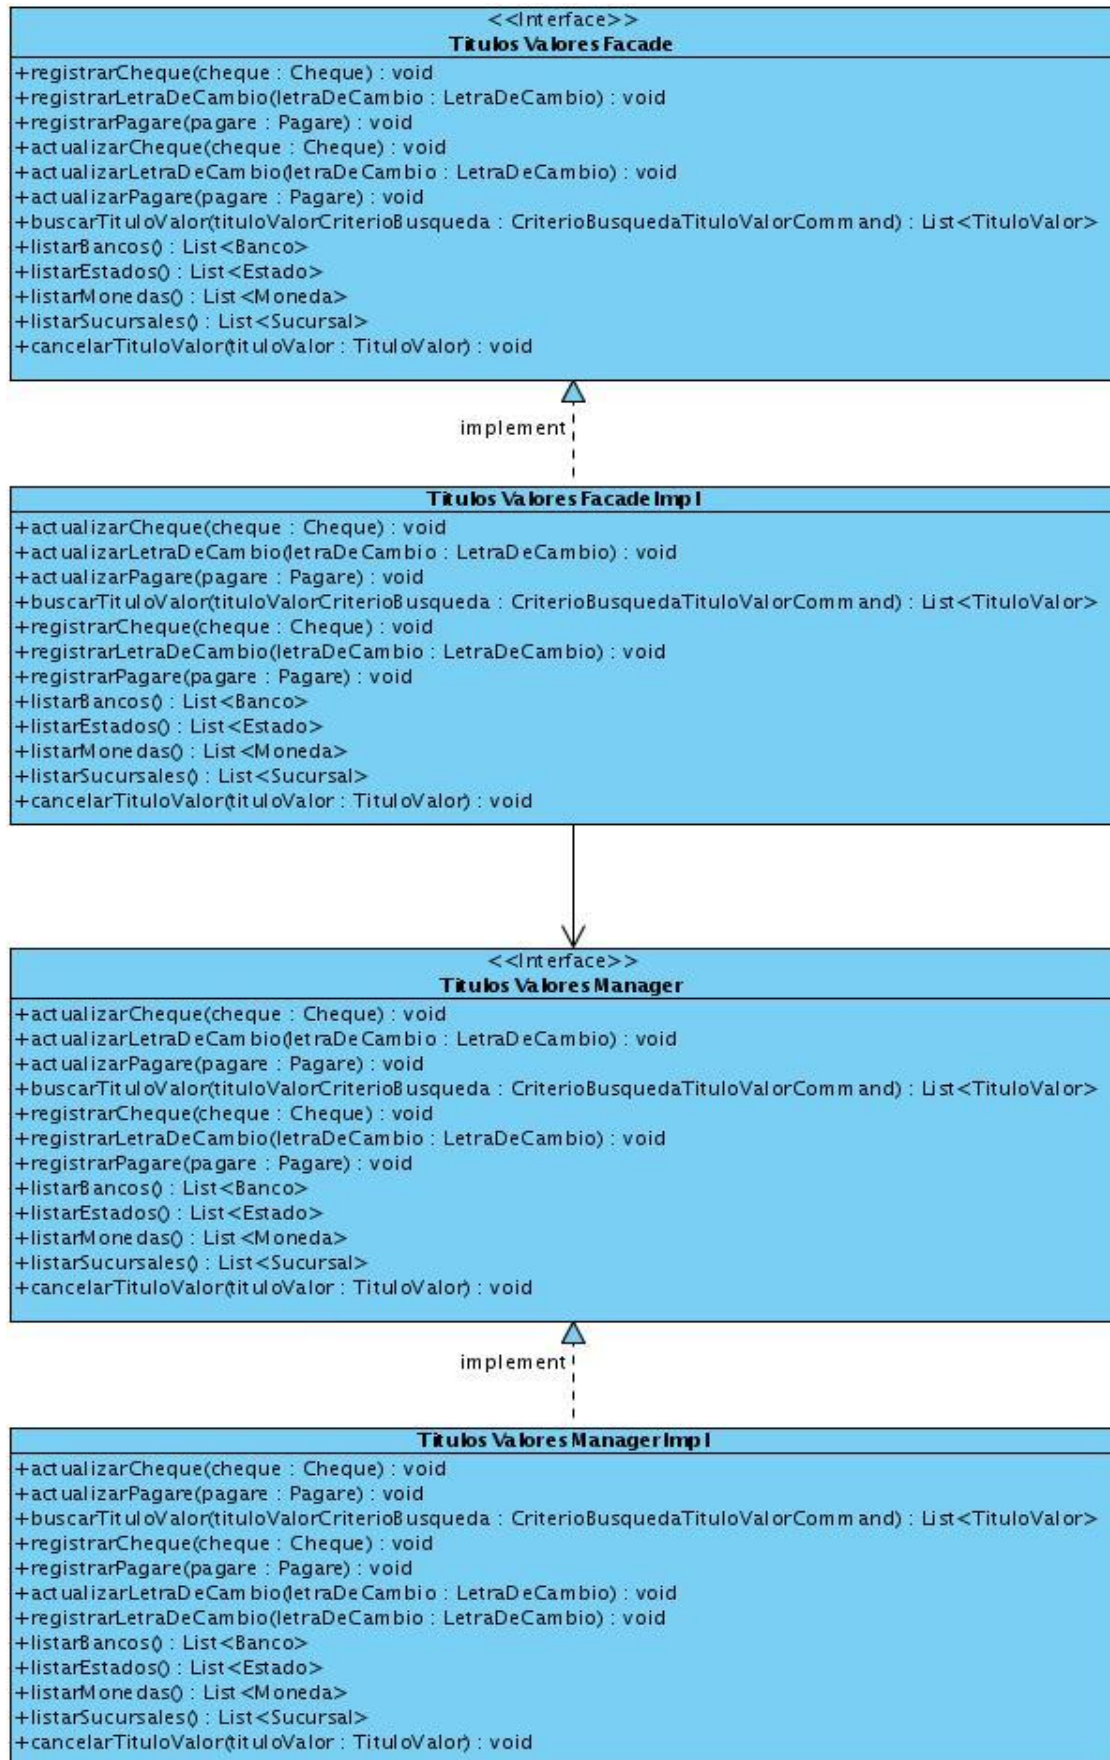 <<Interface>>
TitulosValoresFacade
+registrarCheque(cheque : Cheque) : void
+registrarLetraDeCambio(letraDeCambio : LetraDeCambio) : void
+registrarPagare(pagare : Pagare) : void
+actualizarCheque(cheque : Cheque) : void
+actualizarLetraDeCambio(letraDeCambio : LetraDeCambio) : void
+actualizarPagare(pagare : Pagare) : void
+buscarTituloValor(tituloValorCriterioBusqueda : CriterioBusquedaTituloValorCommand) : List<TituloValor>
+listarBancos() : List<Banco>
+listarEstados() : List<Estado>
+listarMonedas() : List<Moneda>
+listarSucursales() : List<Sucursal>
+cancelarTituloValor(tituloValor : TituloValor) : void
implement
TitulosValoresFacadeImpl
+actualizarCheque(cheque : Cheque) : void
+actualizarLetraDeCambio(letraDeCambio : LetraDeCambio) : void
+actualizarPagare(pagare : Pagare) : void
+buscarTituloValor(tituloValorCriterioBusqueda : CriterioBusquedaTituloValorCommand) : List<TituloValor>
+registrarCheque(cheque : Cheque) : void
+registrarLetraDeCambio(letraDeCambio : LetraDeCambio) : void
+registrarPagare(pagare : Pagare) : void
+listarBancos() : List<Banco>
+listarEstados() : List<Estado>
+listarMonedas() : List<Moneda>
+listarSucursales() : List<Sucursal>
+cancelarTituloValor(tituloValor : TituloValor) : void
<<Interface>>
TitulosValoresManager
+actualizarCheque(cheque : Cheque) : void
+actualizarLetraDeCambio(letraDeCambio : LetraDeCambio) : void
+actualizarPagare(pagare : Pagare) : void
+buscarTituloValor(tituloValorCriterioBusqueda : CriterioBusquedaTituloValorCommand) : List<TituloValor>
+registrarCheque(cheque : Cheque) : void
+registrarLetraDeCambio(letraDeCambio : LetraDeCambio) : void
+registrarPagare(pagare : Pagare) : void
+listarBancos() : List<Banco>
+listarEstados() : List<Estado>
+listarMonedas() : List<Moneda>
+listarSucursales() : List<Sucursal>
+cancelarTituloValor(tituloValor : TituloValor) : void
implement
TitulosValoresManagerImpl
+actualizarCheque(cheque : Cheque) : void
+actualizarPagare(pagare : Pagare) : void
+buscarTituloValor(tituloValorCriterioBusqueda : CriterioBusquedaTituloValorCommand) : List<TituloValor>
+registrarCheque(cheque : Cheque) : void
+registrarPagare(pagare : Pagare) : void
+actualizarLetraDeCambio(letraDeCambio : LetraDeCambio) : void
+registrarLetraDeCambio(letraDeCambio : LetraDeCambio) : void
+listarBancos() : List<Banco>
+listarEstados() : List<Estado>
+listarMonedas() : List<Moneda>
+listarSucursales() : List<Sucursal>
+cancelarTituloValor(tituloValor : TituloValor) : void